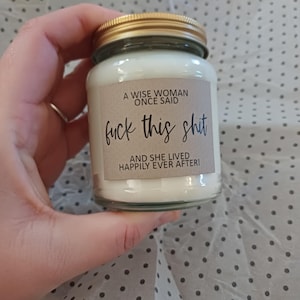 A WISE WOMAN
ONCE SAID
fuck this shit
AND SHE LIVED
HAPPILY EVER AFTER!